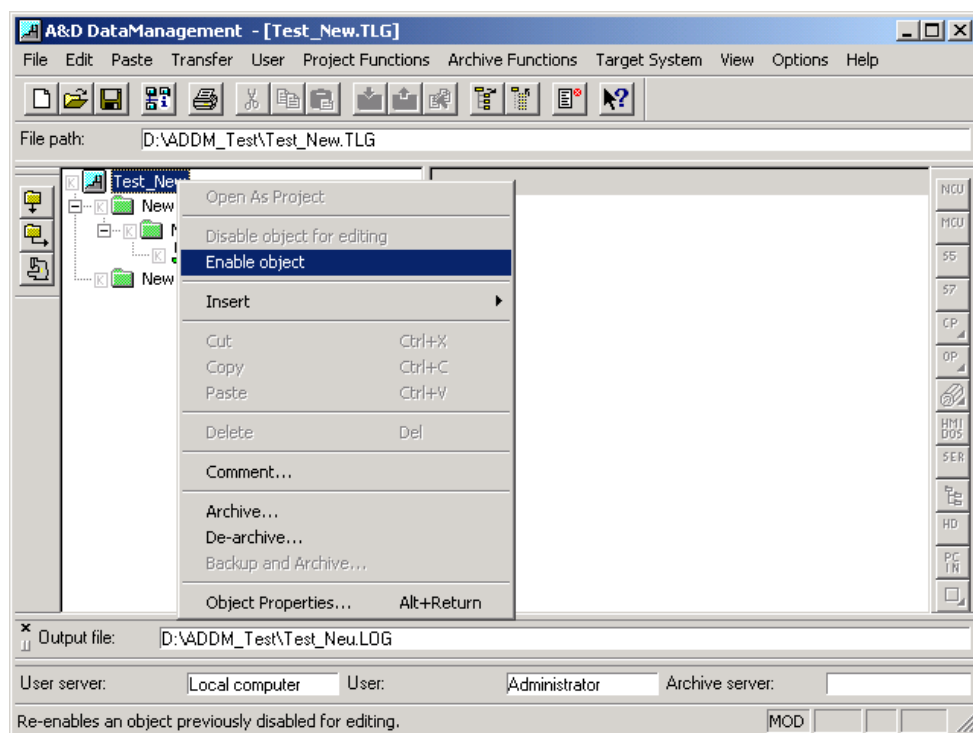 A&D DataManagement - [Test_New.TLG]
File Edit Paste Transfer User Project Functions Archive Functions Target System View Options Help
File path: D:\ADDM_Test\Test_New.TLG
K Test_New
K New
K
K
K New
Open As Project
Disable object for editing
Enable object
Insert
Cut Ctrl+X
Copy Ctrl+C
Paste Ctrl+V
Delete Del
Comment...
Archive...
De-archive...
Backup and Archive...
Object Properties... Alt+Return
NCU
MCU
S5
S7
CP
OP
HMI
DOS
SER
HD
PC
IN
Output file: D:\ADDM_Test\Test_Neu.LOG
User server: Local computer User: Administrator Archive server:
Re-enables an object previously disabled for editing. MOD